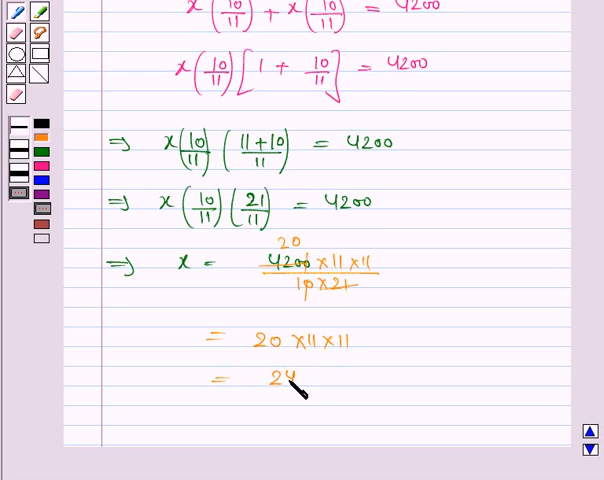 x(10/11) + x(10/11) = 4200
x(10/11)[1 + 10/11] = 4200
⇒ x(10/11)(11+10/11) = 4200
⇒ x(10/11)(21/11) = 4200
20
⇒ x = 4200×11×11/10×21
= 20×11×11
= 24